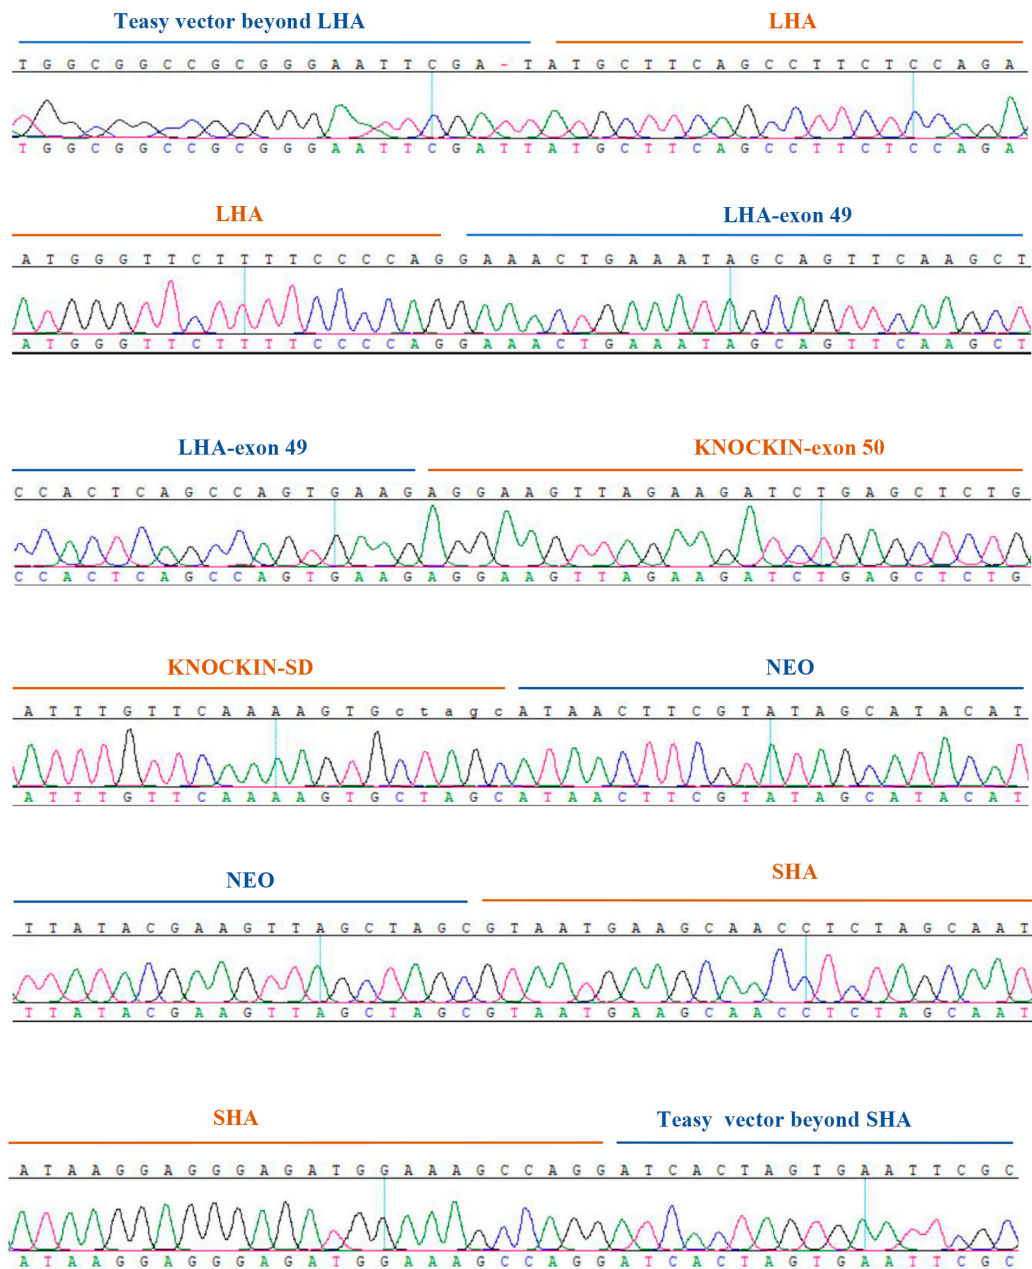 Teasy vector beyond LHA LHA
T G G C G G C C G C G G G A A T T C G A - T A T G C T T C A G C C T T C T C C A G A
T G G C G G C C G C G G G A A T T C G A T T A T G C T T C A G C C T T C T C C A G A
LHA LHA-exon 49
A T G G G T T C T T T T C C C C A G G A A A C T G A A A T A G C A G T T C A A G C T
A T G G G T T C T T T T C C C C A G G A A A C T G A A A T A G C A G T T C A A G C T
LHA-exon 49 KNOCKIN-exon 50
C C A C T C A G C C A G T G A A G A G G A A G T T A G A A G A T C T G A G C T C T G
C C A C T C A G C C A G T G A A G A G G A A G T T A G A A G A T C T G A G C T C T G
KNOCKIN-SD NEO
A T T T G T T C A A A A G T G c t a g c A T A A C T T C G T A T A G C A T A C A T
A T T T G T T C A A A A G T G C T A G C A T A A C T T C G T A T A G C A T A C A T
NEO SHA
T T A T A C G A A G T T A G C T A G C G T A A T G A A G C A A C C T C T A G C A A T
T T A T A C G A A G T T A G C T A G C G T A A T G A A G C A A C C T C T A G C A A T
SHA Teasy vector beyond SHA
A T A A G G A G G G A G A T G G A A A G C C A G G A T C A C T A G T G A A T T C G C
A T A A G G A G G G A G A T G G A A A G C C A G G A T C A C T A G T G A A T T C G C